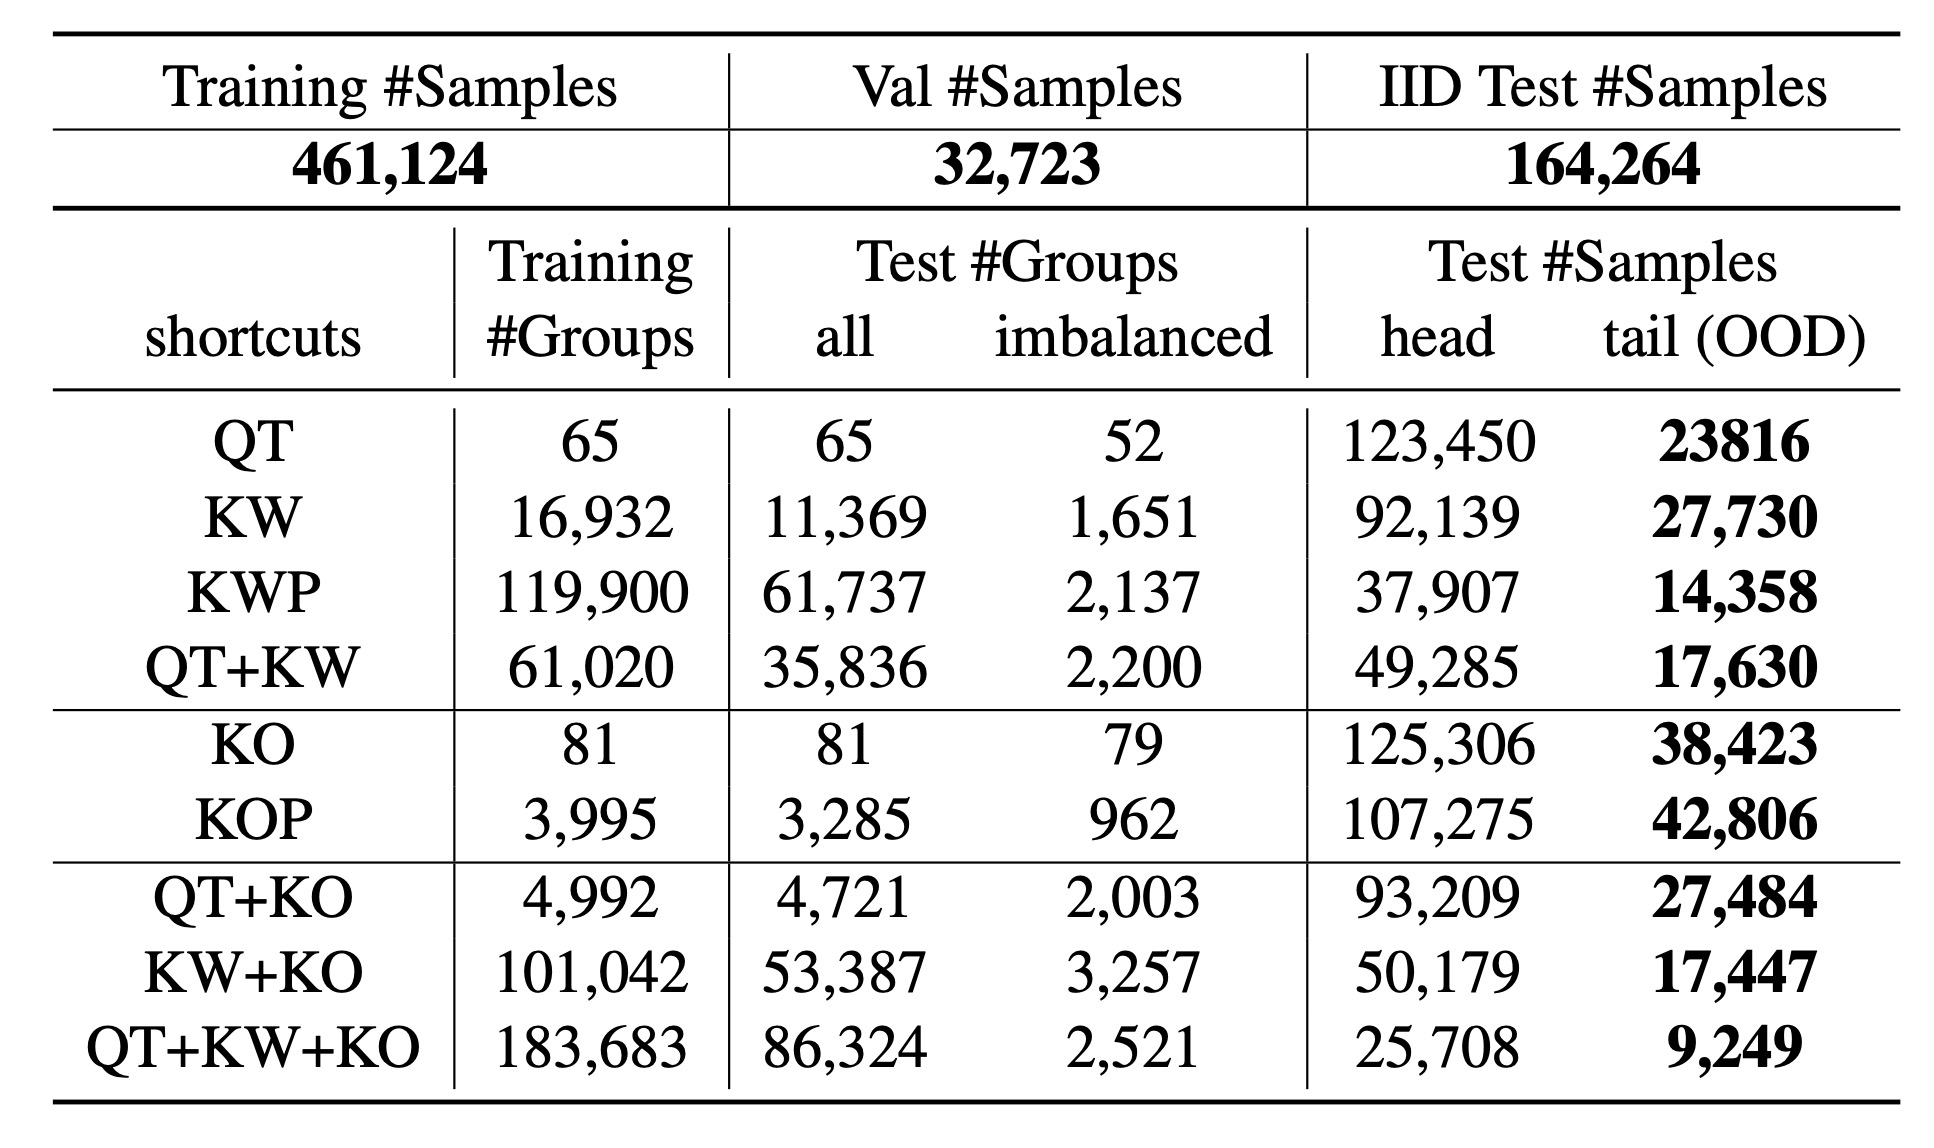 Training #Samples Val #Samples IID Test #Samples
461,124 32,723 164,264
Training Test #Groups Test #Samples
shortcuts #Groups all imbalanced head tail (OOD)
QT 65 65 52 123,450 23816
KW 16,932 11,369 1,651 92,139 27,730
KWP 119,900 61,737 2,137 37,907 14,358
QT+KW 61,020 35,836 2,200 49,285 17,630
KO 81 81 79 125,306 38,423
KOP 3,995 3,285 962 107,275 42,806
QT+KO 4,992 4,721 2,003 93,209 27,484
KW+KO 101,042 53,387 3,257 50,179 17,447
QT+KW+KO 183,683 86,324 2,521 25,708 9,249